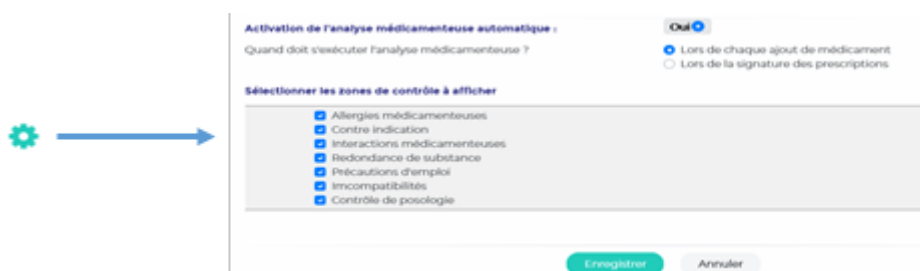 Activation de l'analyse médicamenteuse automatique : Oui
Quand doit s'exécuter l'analyse médicamenteuse ? Lors de chaque ajout de médicament
Lors de la signature des prescriptions
Sélectionner les zones de contrôle à afficher
Allergies médicamenteuses
Contre indication
Interactions médicamenteuses
Redondance de substance
Précautions d'emploi
Imcompatibilités
Contrôle de posologie
Enregistrer Annuler